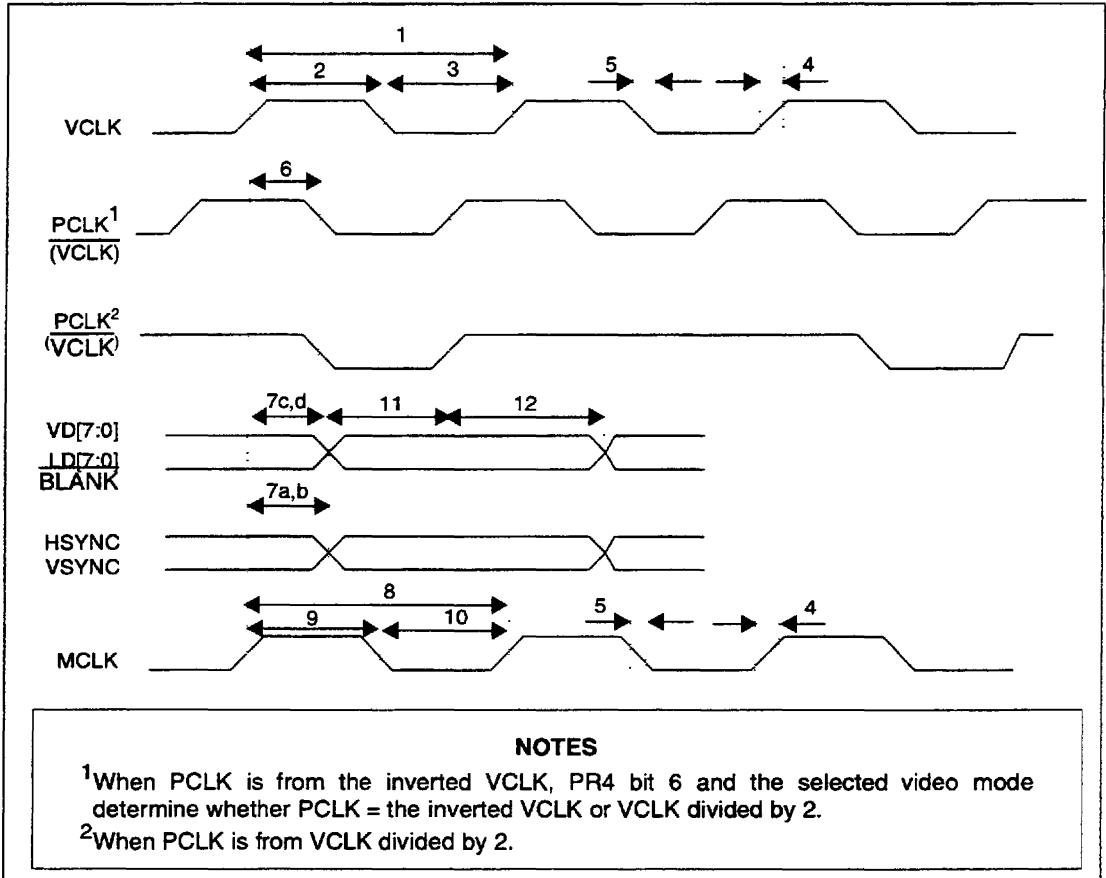 1
2 3 5 4
VCLK
6
PCLK1
(VCLK)
PCLK2
(VCLK)
7c,d 11 12
VD[7:0]
LD[7:0]
BLANK
7a,b
HSYNC
VSYNC
8
9 10 5 4
MCLK
NOTES
1When PCLK is from the inverted VCLK, PR4 bit 6 and the selected video mode
determine whether PCLK = the inverted VCLK or VCLK divided by 2.
2When PCLK is from VCLK divided by 2.